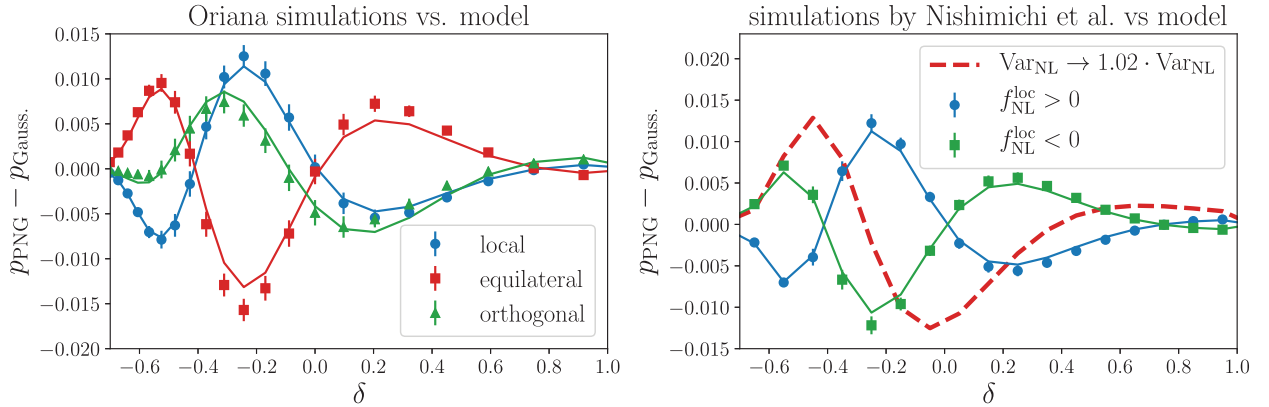 Oriana simulations vs. model
0.015
0.010
0.005
0.000
−0.005
−0.010
−0.015
−0.020
p_PNG − p_Gauss.
local
equilateral
orthogonal
−0.6 −0.4 −0.2 0.0 0.2 0.4 0.6 0.8 1.0
δ
simulations by Nishimichi et al. vs model
0.020
0.015
0.010
0.005
0.000
−0.005
−0.010
−0.015
p_PNG − p_Gauss.
Var_NL → 1.02 · Var_NL
f_NL^loc > 0
f_NL^loc < 0
−0.6 −0.4 −0.2 0.0 0.2 0.4 0.6 0.8 1.0
δ